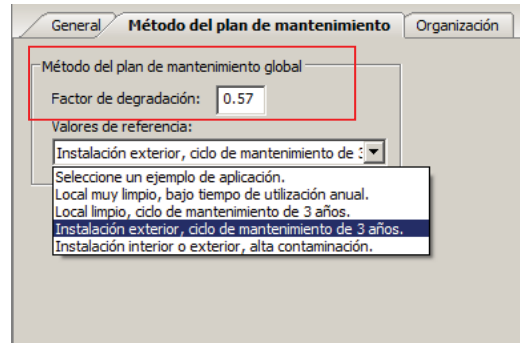 General
Método del plan de mantenimiento
Organización
Método del plan de mantenimiento global
Factor de degradación:
0.57
Valores de referencia:
Instalación exterior, ciclo de mantenimiento de 3
Seleccione un ejemplo de aplicación.
Local muy limpio, bajo tiempo de utilización anual.
Local limpio, ciclo de mantenimiento de 3 años.
Instalación exterior, ciclo de mantenimiento de 3 años.
Instalación interior o exterior, alta contaminación.